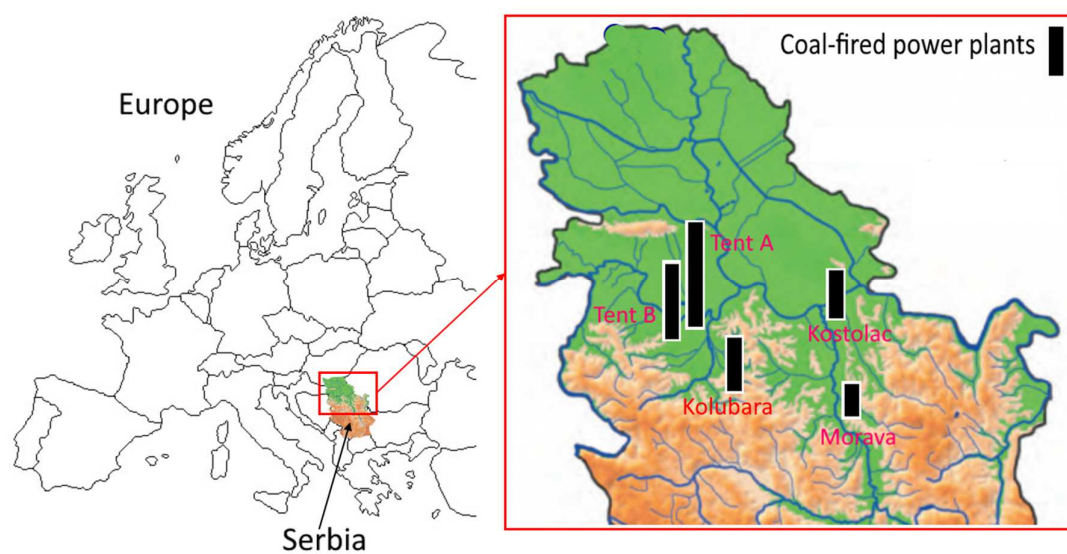 Europe
Serbia
Coal-fired power plants
Tent A
Tent B
Kostolac
Kolubara
Morava